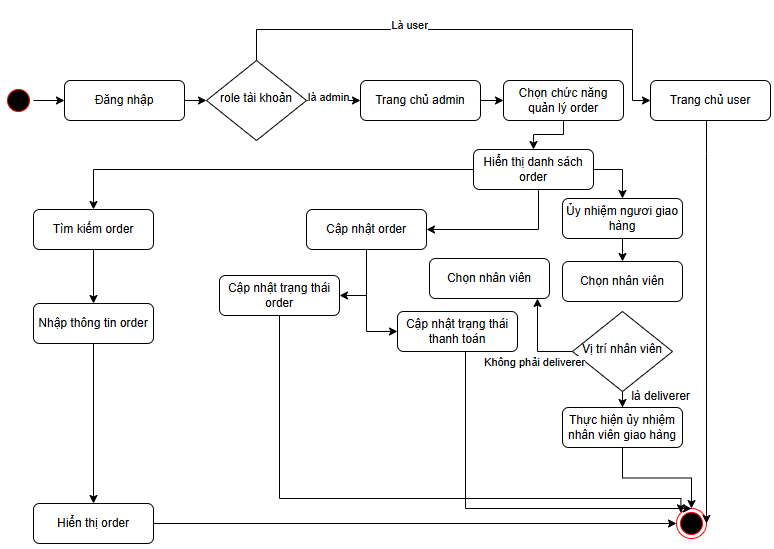 Là user
Đăng nhập
role tài khoản
là admin
Trang chủ admin
Chọn chức năng
quản lý order
Trang chủ user
Hiển thị danh sách
order
Tìm kiếm order
Cập nhật order
Ủy nhiệm ngươi giao
hàng
Cập nhật trạng thái
order
Chọn nhân viên
Chọn nhân viên
Nhập thông tin order
Cập nhật trạng thái
thanh toán
Vị trí nhân viên
Không phải deliverer
là deliverer
Thực hiện ủy nhiệm
nhân viên giao hàng
Hiển thị order